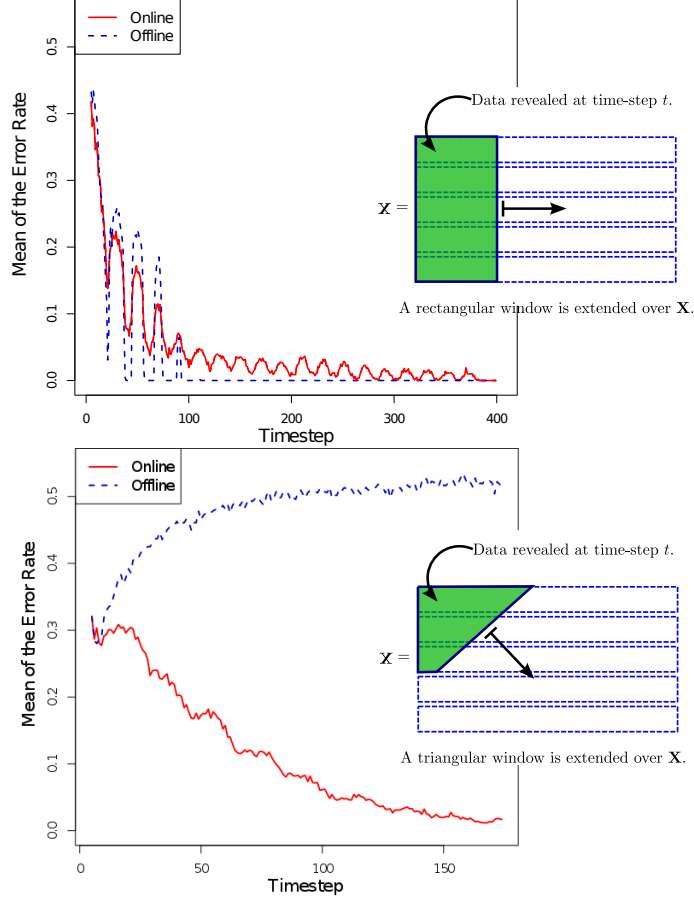 Online
Offline
Mean of the Error Rate
0.5
0.4
0.3
0.2
0.1
0.0
0 100 200 300 400
Timestep
Data revealed at time-step t.
X =
A rectangular window is extended over X.
Online
Offline
Mean of the Error Rate
0.5
0.4
0.3
0.2
0.1
0.0
0 50 100 150
Timestep
Data revealed at time-step t.
X =
A triangular window is extended over X.